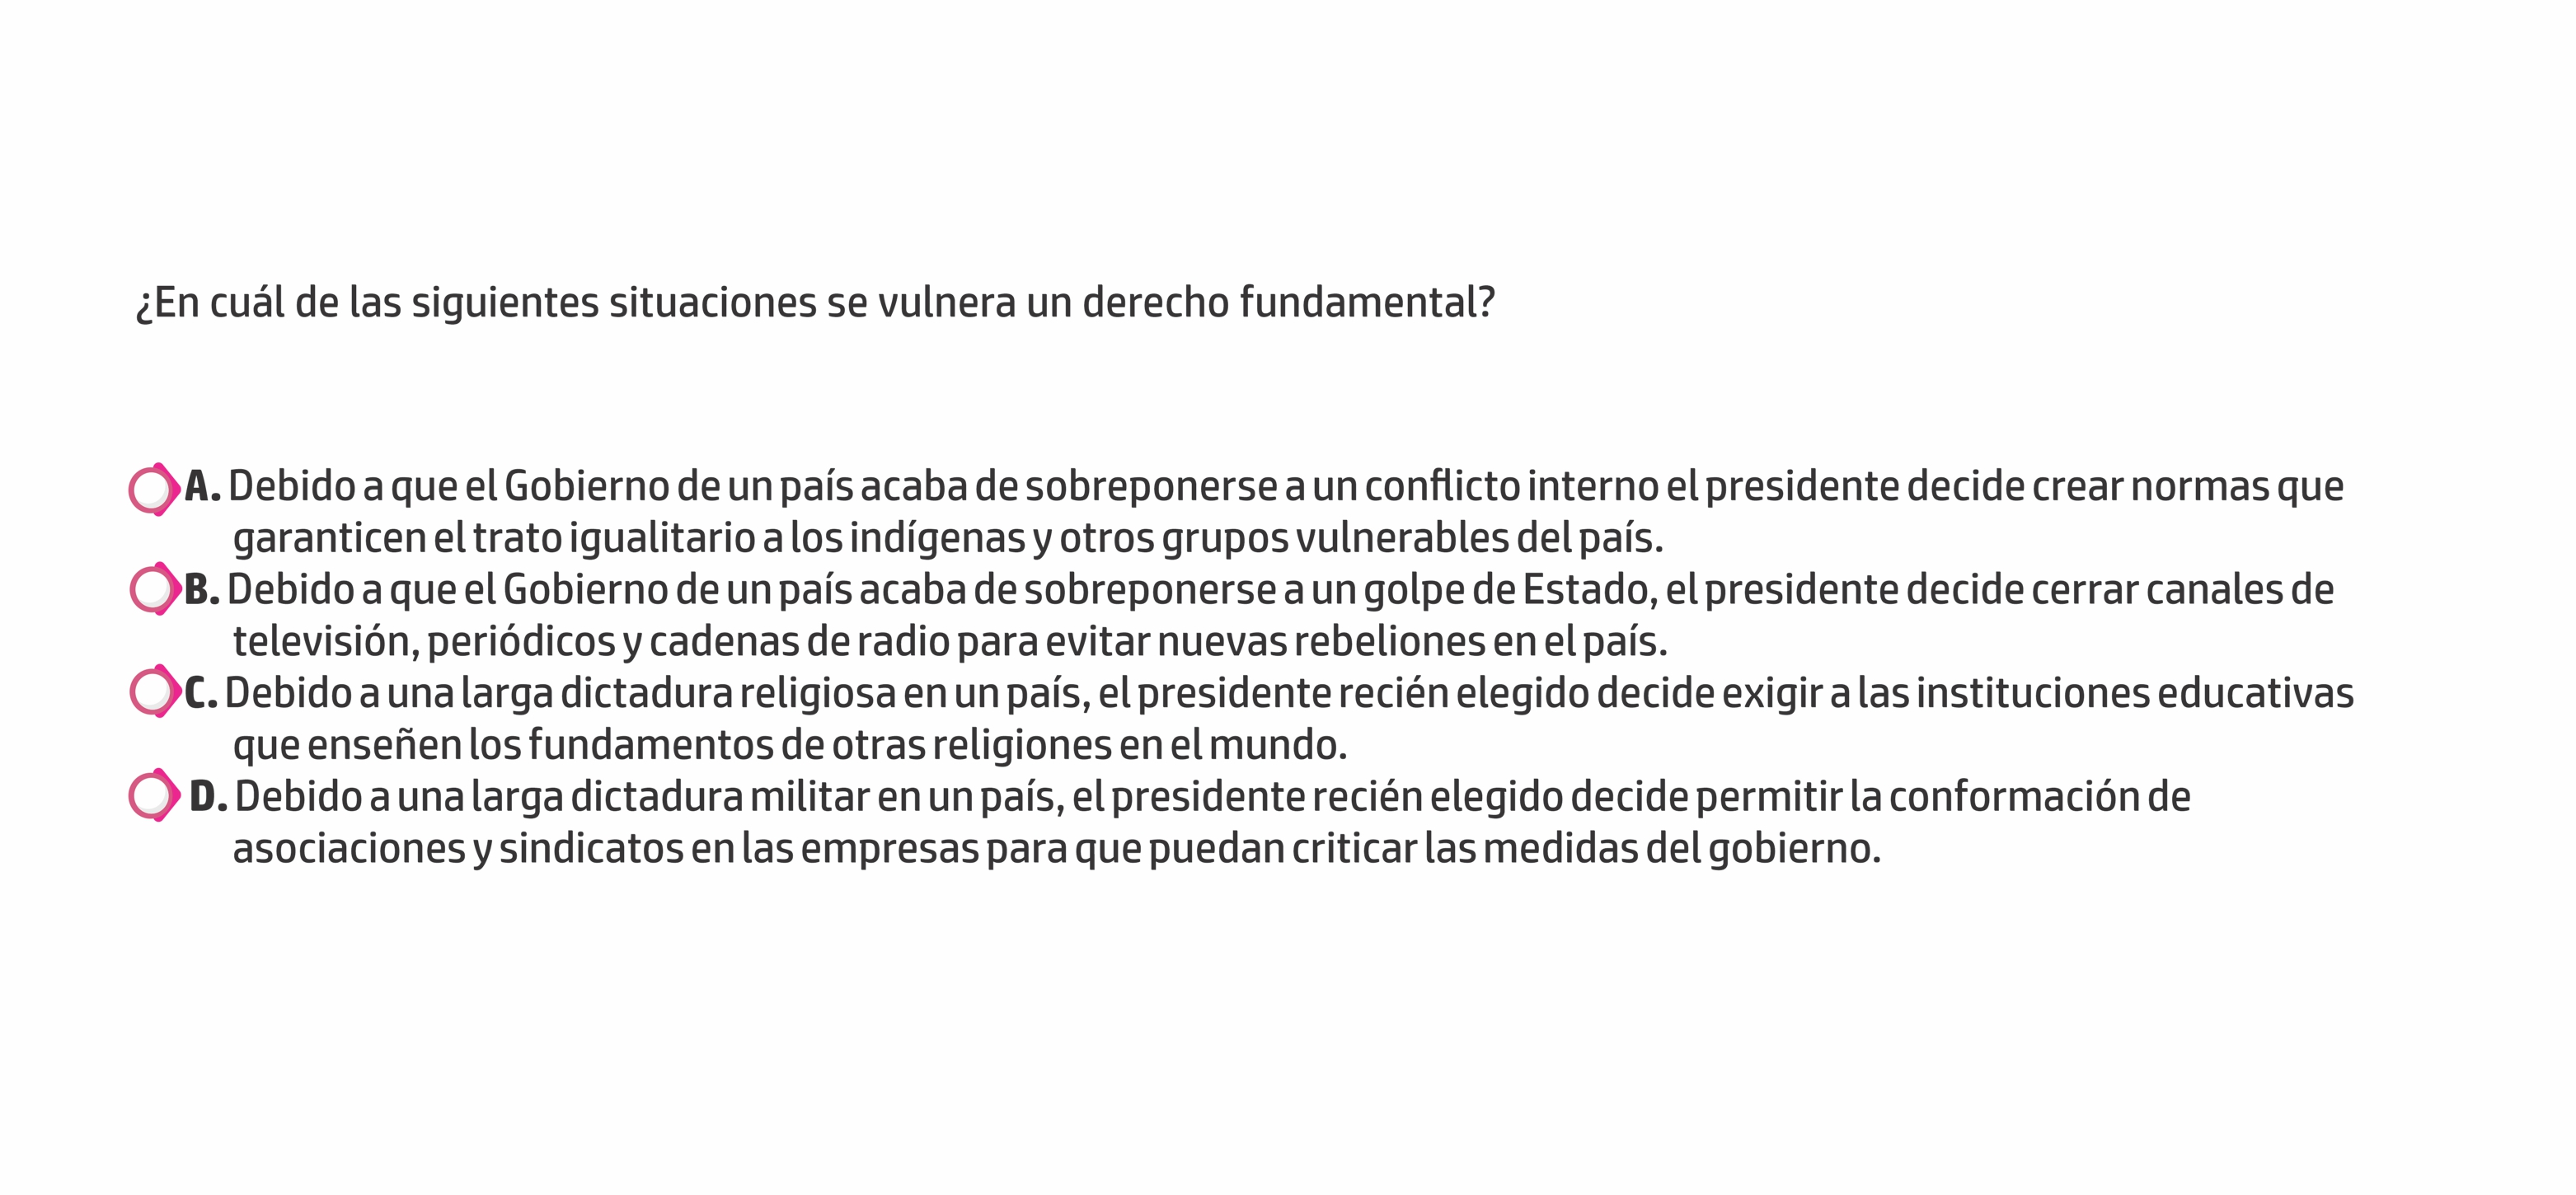 ¿En cuál de las siguientes situaciones se vulnera un derecho fundamental?
A. Debido a que el Gobierno de un país acaba de sobreponerse a un conflicto interno el presidente decide crear normas que
garanticen el trato igualitario a los indígenas y otros grupos vulnerables del país.
B. Debido a que el Gobierno de un país acaba de sobreponerse a un golpe de Estado, el presidente decide cerrar canales de
televisión, periódicos y cadenas de radio para evitar nuevas rebeliones en el país.
C. Debido a una larga dictadura religiosa en un país, el presidente recién elegido decide exigir a las instituciones educativas
que enseñen los fundamentos de otras religiones en el mundo.
D. Debido a una larga dictadura militar en un país, el presidente recién elegido decide permitir la conformación de
asociaciones y sindicatos en las empresas para que puedan criticar las medidas del gobierno.